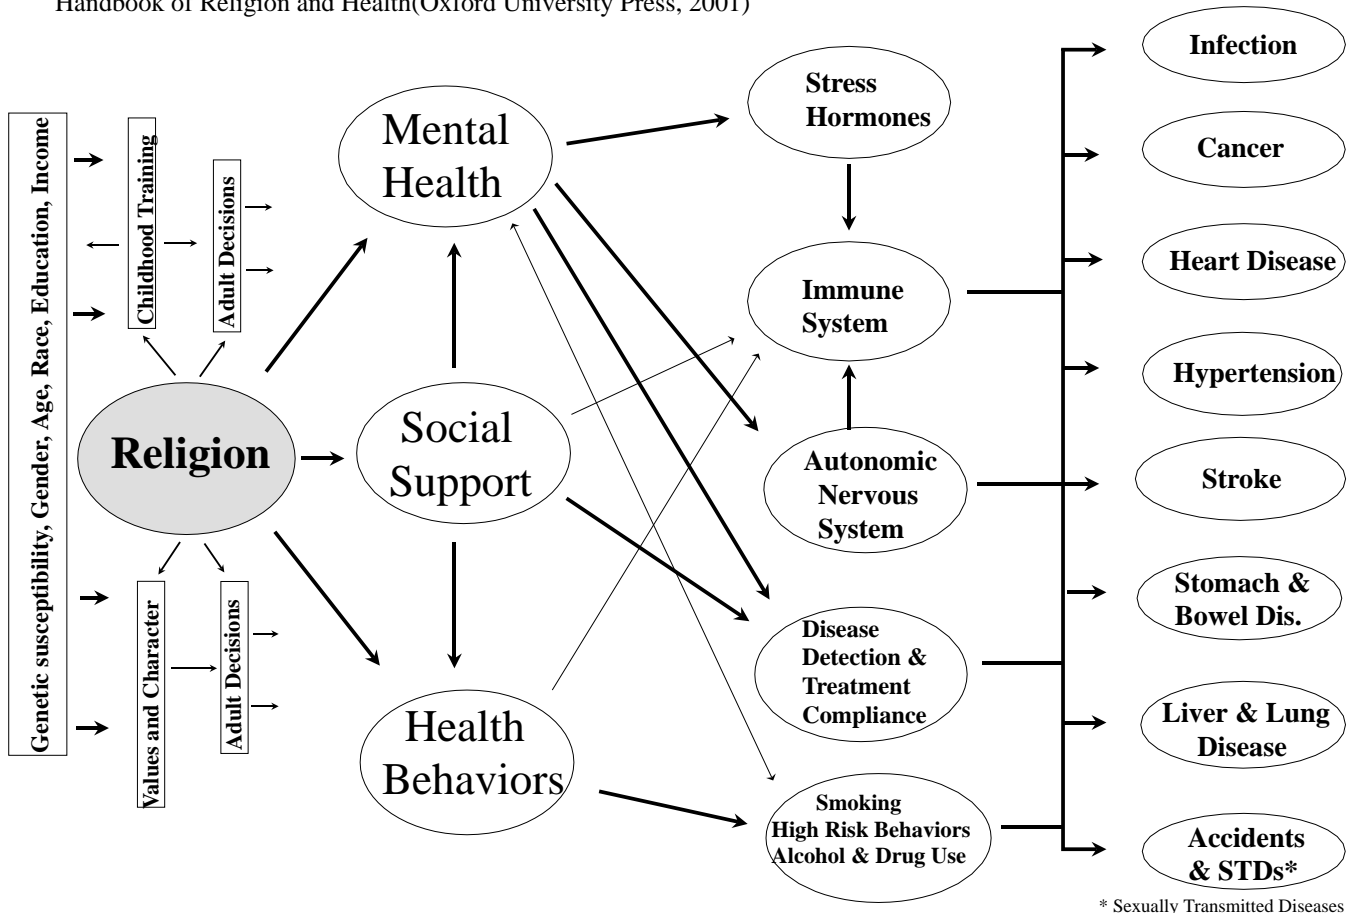 Handbook of Religion and Health(Oxford University Press, 2001)
Genetic susceptibility, Gender, Age, Race, Education, Income
Childhood Training
Adult Decisions
Religion
Values and Character
Adult Decisions
Mental
Health
Social
Support
Health
Behaviors
Stress
Hormones
Immune
System
Autonomic
Nervous
System
Disease
Detection &
Treatment
Compliance
Smoking
High Risk Behaviors
Alcohol & Drug Use
Infection
Cancer
Heart Disease
Hypertension
Stroke
Stomach &
Bowel Dis.
Liver & Lung
Disease
Accidents
& STDs*
* Sexually Transmitted Diseases